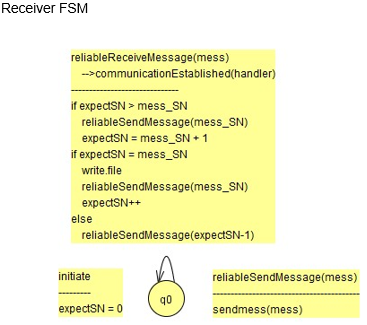 Receiver FSM
reliableReceiveMessage(mess)
-->communicationEstablished(handler)
------------------------------
if expectSN > mess_SN
reliableSendMessage(mess_SN)
expectSN = mess_SN + 1
if expectSN = mess_SN
write.file
reliableSendMessage(mess_SN)
expectSN++
else
reliableSendMessage(expectSN-1)
initiate
---------
expectSN = 0
q0
reliableSendMessage(mess)
-----------------------------------------
sendmess(mess)